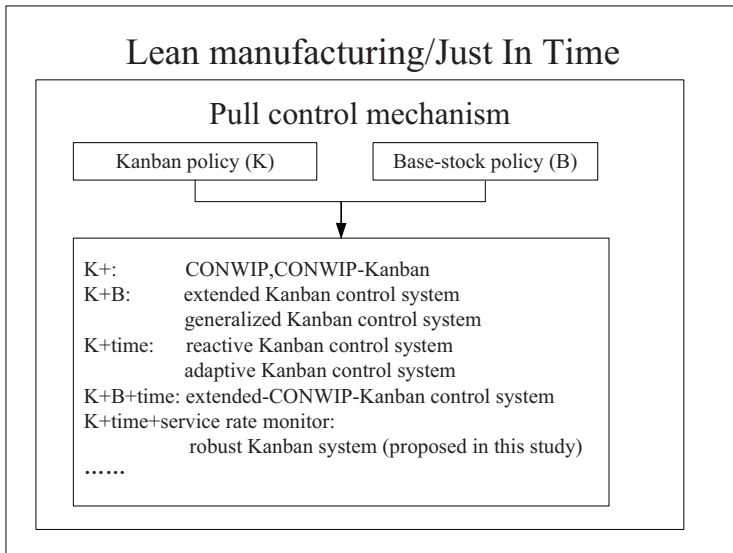 Lean manufacturing/Just In Time
Pull control mechanism
Kanban policy (K)
Base-stock policy (B)
K+: CONWIP,CONWIP-Kanban
K+B: extended Kanban control system
generalized Kanban control system
K+time: reactive Kanban control system
adaptive Kanban control system
K+B+time: extended-CONWIP-Kanban control system
K+time+service rate monitor:
robust Kanban system (proposed in this study)
……